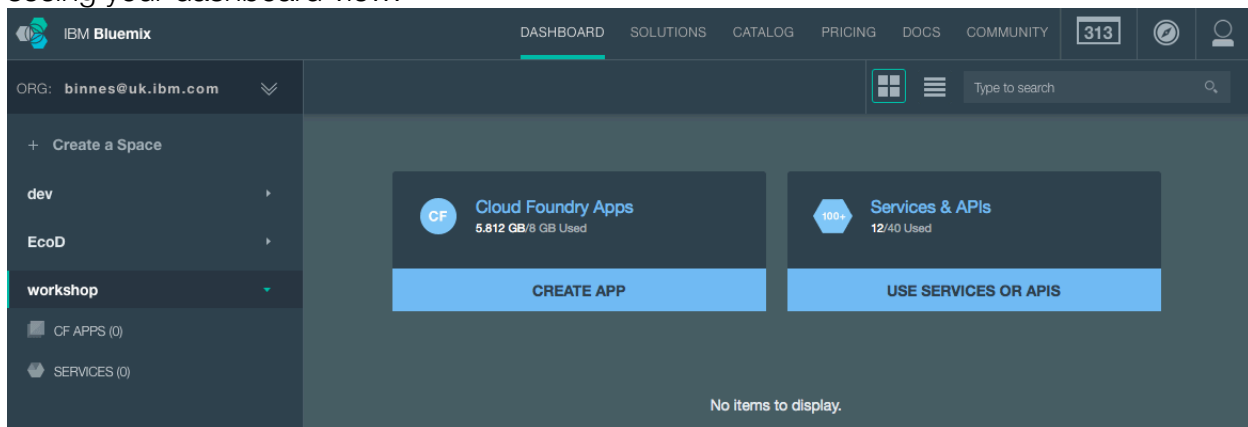 IBM Bluemix
DASHBOARD SOLUTIONS CATALOG PRICING DOCS COMMUNITY 313
ORG: binnes@uk.ibm.com
Type to search
+ Create a Space
dev
EcoD
workshop
CF APPS (0)
SERVICES (0)
CF
Cloud Foundry Apps
5.812 GB/8 GB Used
CREATE APP
100+
Services & APIs
12/40 Used
USE SERVICES OR APIS
No items to display.